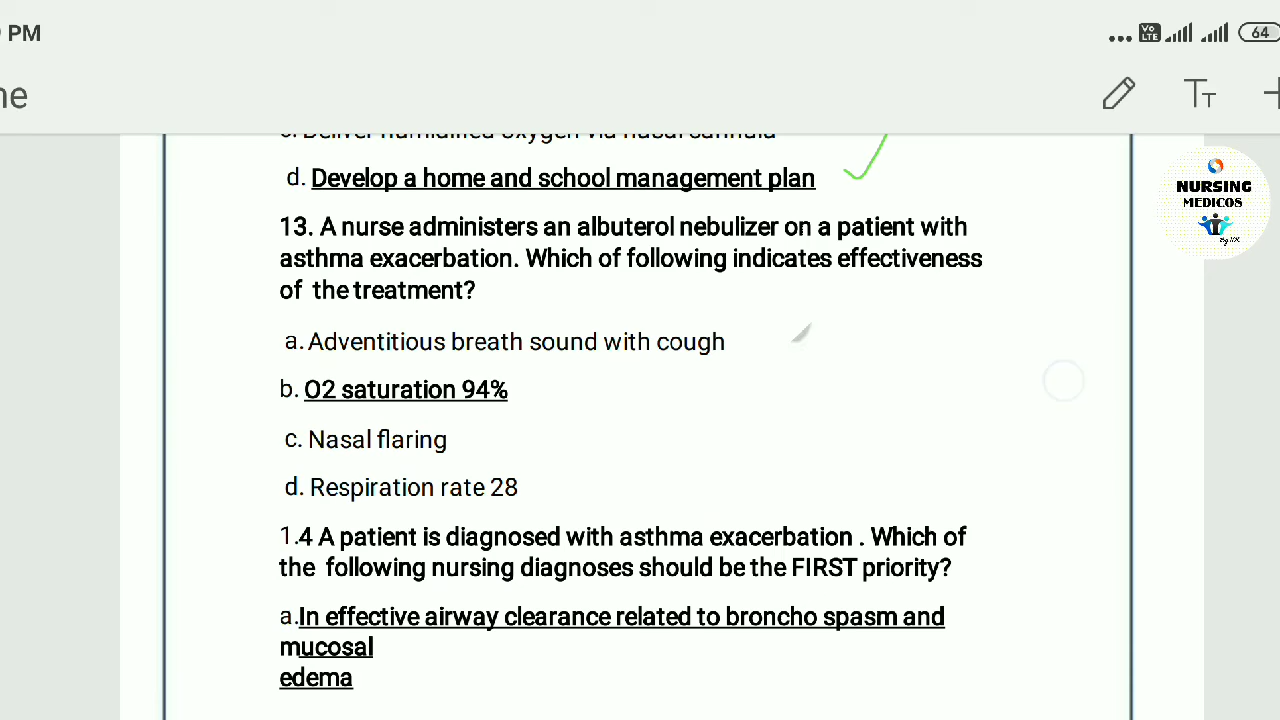 PM
64
ne
d. Develop a home and school management plan
NURSING
MEDICOS
13. A nurse administers an albuterol nebulizer on a patient with
asthma exacerbation. Which of following indicates effectiveness
of the treatment?
a. Adventitious breath sound with cough
b. O2 saturation 94%
c. Nasal flaring
d. Respiration rate 28
1.4 A patient is diagnosed with asthma exacerbation . Which of
the following nursing diagnoses should be the FIRST priority?
a.In effective airway clearance related to broncho spasm and
mucosal
edema